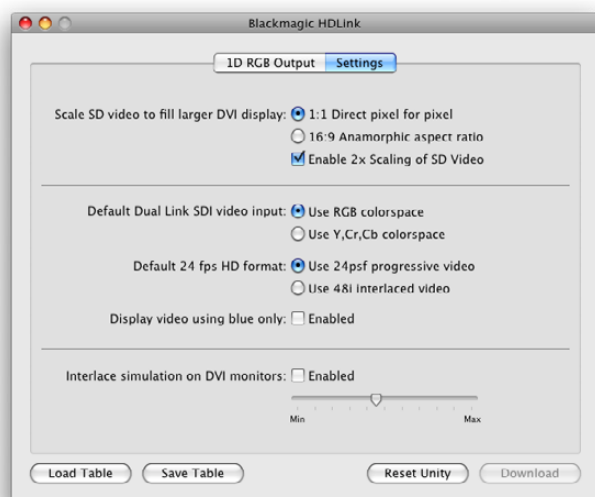 Blackmagic HDLink
1D RGB Output Settings
Scale SD video to fill larger DVI display: 1:1 Direct pixel for pixel
16:9 Anamorphic aspect ratio
Enable 2x Scaling of SD Video
Default Dual Link SDI video input: Use RGB colorspace
Use Y,Cr,Cb colorspace
Default 24 fps HD format: Use 24psf progressive video
Use 48i interlaced video
Display video using blue only: Enabled
Interlace simulation on DVI monitors: Enabled
Min Max
Load Table Save Table Reset Unity Download